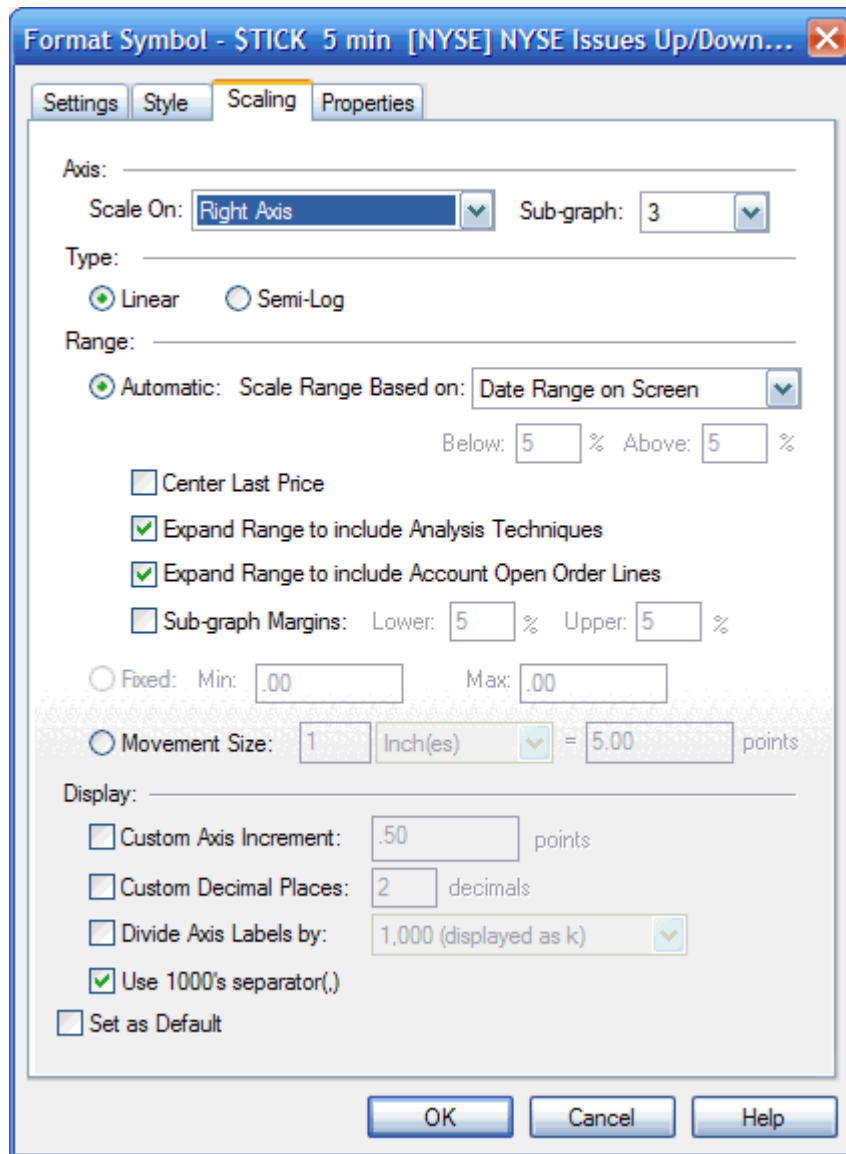 Format Symbol - $TICK 5 min [NYSE] NYSE Issues Up/Down...
Settings Style Scaling Properties
Axis:
Scale On: Right Axis Sub-graph: 3
Type:
Linear Semi-Log
Range:
Automatic: Scale Range Based on: Date Range on Screen
Below: 5 % Above: 5 %
Center Last Price
Expand Range to include Analysis Techniques
Expand Range to include Account Open Order Lines
Sub-graph Margins: Lower: 5 % Upper: 5 %
Fixed: Min: .00 Max: .00
Movement Size: 1 Inch(es) = 5.00 points
Display:
Custom Axis Increment: .50 points
Custom Decimal Places: 2 decimals
Divide Axis Labels by: 1,000 (displayed as k)
Use 1000's separator(,)
Set as Default
OK Cancel Help